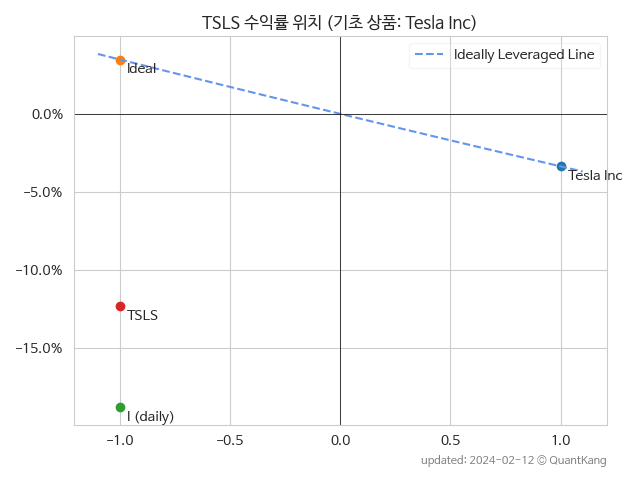 TSLS 수익률 위치 (기초 상품: Tesla Inc)
Ideally Leveraged Line
Ideal
0.0%
Tesla Inc
−5.0%
−10.0%
TSLS
−15.0%
I (daily)
−1.0 −0.5 0.0 0.5 1.0
updated: 2024-02-12 © QuantKang